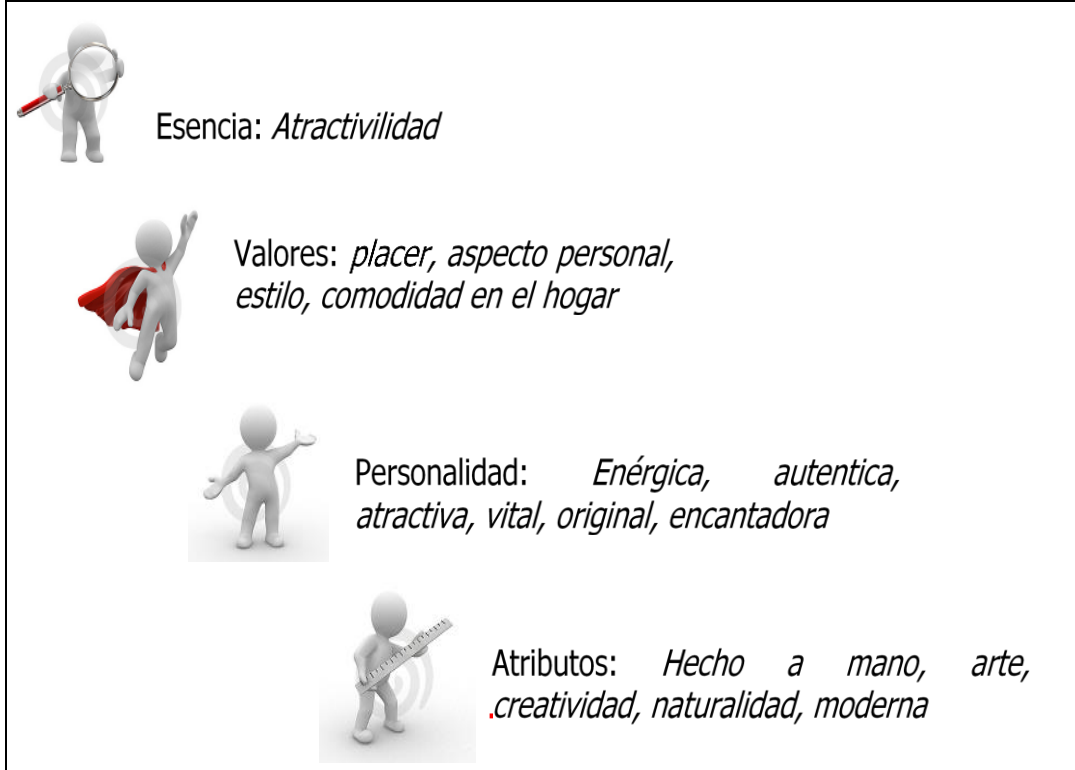 Esencia: Atractivilidad
Valores: placer, aspecto personal,
estilo, comodidad en el hogar
Personalidad: Enérgica, autentica,
atractiva, vital, original, encantadora
Atributos: Hecho a mano, arte,
.creatividad, naturalidad, moderna